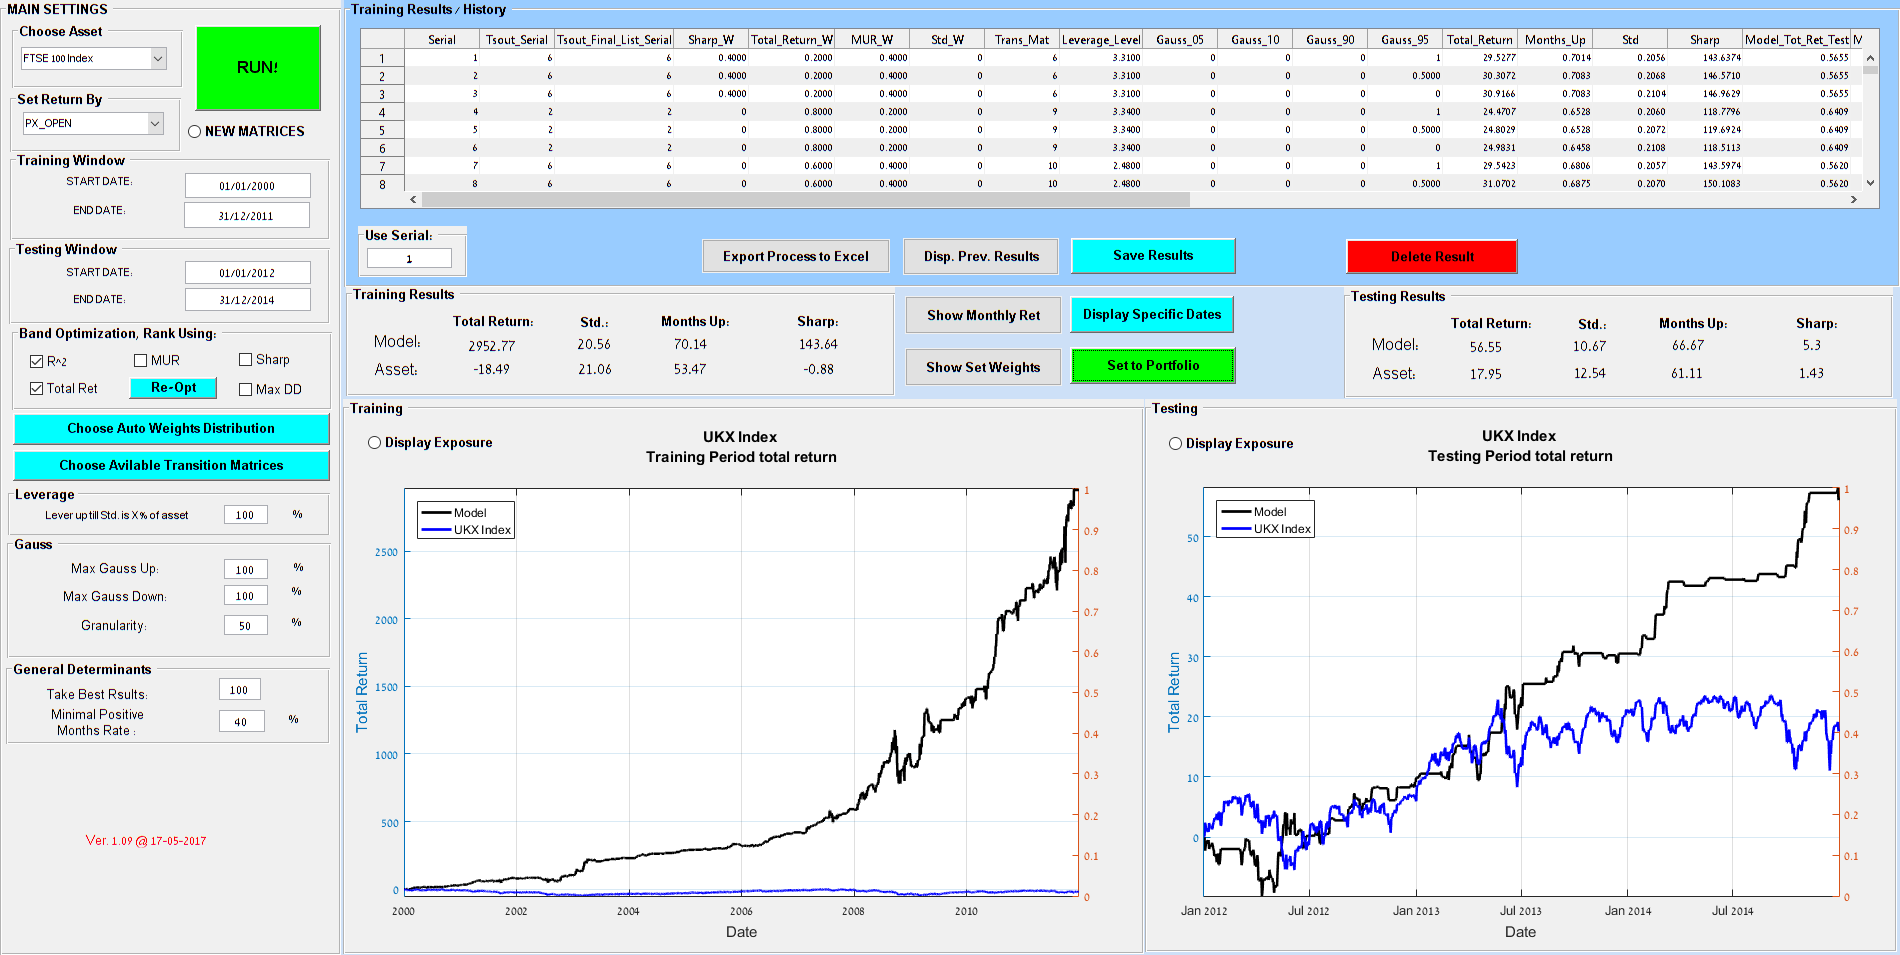 MAIN SETTINGS
Choose Asset
FTSE 100 Index
RUN!
Set Return By
PX_OPEN
NEW MATRICES
Training Window
START DATE: 01/01/2000
END DATE: 31/12/2011
Testing Window
START DATE: 01/01/2012
END DATE: 31/12/2014
Band Optimization, Rank Using:
R^2 MUR Sharp
Total Ret Re-Opt Max DD
Choose Auto Weights Distribution
Choose Avilable Transition Matrices
Leverage
Lever up till Std. is X% of asset 100 %
Gauss
Max Gauss Up: 100 %
Max Gauss Down: 100 %
Granularity: 50 %
General Determinants
Take Best Rsults: 100
Minimal Positive
Months Rate : 40 %
Ver. 1.09 @ 17-05-2017
Training Results / History
Serial Tsout_Serial Tsout_Final_List_Serial Sharp_W Total_Return_W MUR_W Std_W Trans_Mat Leverage_Level Gauss_05 Gauss_10 Gauss_90 Gauss_95 Total_Return Months_Up Std Sharp Model_Tot_Ret_Test M
1 1 6 6 0.4000 0.2000 0.4000 0 6 3.3100 0 0 0 1 29.5277 0.7014 0.2056 143.6374 0.5655
2 2 6 6 0.4000 0.2000 0.4000 0 6 3.3100 0 0 0 0.5000 30.3072 0.7083 0.2068 146.5710 0.5655
3 3 6 6 0.4000 0.2000 0.4000 0 6 3.3100 0 0 0 0 30.9166 0.7083 0.2104 146.9629 0.5655
4 4 2 2 0 0.8000 0.2000 0 9 3.3400 0 0 0 1 24.4707 0.6528 0.2060 118.7796 0.6409
5 5 2 2 0 0.8000 0.2000 0 9 3.3400 0 0 0 0.5000 24.8029 0.6528 0.2072 119.6924 0.6409
6 6 2 2 0 0.8000 0.2000 0 9 3.3400 0 0 0 0 24.9831 0.6458 0.2108 118.5113 0.6409
7 7 6 6 0 0.6000 0.4000 0 10 2.4800 0 0 0 1 29.5423 0.6806 0.2057 143.5974 0.5620
8 8 6 6 0 0.6000 0.4000 0 10 2.4800 0 0 0 0.5000 31.0702 0.6875 0.2070 150.1083 0.5620
Use Serial:
1
Export Process to Excel
Disp. Prev. Results
Save Results
Delete Result
Training Results
Total Return: Std.: Months Up: Sharp:
Model: 2952.77 20.56 70.14 143.64
Asset: -18.49 21.06 53.47 -0.88
Show Monthly Ret
Display Specific Dates
Show Set Weights
Set to Portfolio
Testing Results
Total Return: Std.: Months Up: Sharp:
Model: 56.55 10.67 66.67 5.3
Asset: 17.95 12.54 61.11 1.43
Training
Display Exposure
UKX Index
Training Period total return
Model
UKX Index
2500
2000
1500
1000
500
0
Total Return
1
0.9
0.8
0.7
0.6
0.5
0.4
0.3
0.2
0.1
0
2000 2002 2004 2006 2008 2010
Date
Testing
Display Exposure
UKX Index
Testing Period total return
Model
UKX Index
50
40
30
20
10
0
Total Return
1
0.9
0.8
0.7
0.6
0.5
0.4
0.3
0.2
0.1
0
Jan 2012 Jul 2012 Jan 2013 Jul 2013 Jan 2014 Jul 2014
Date